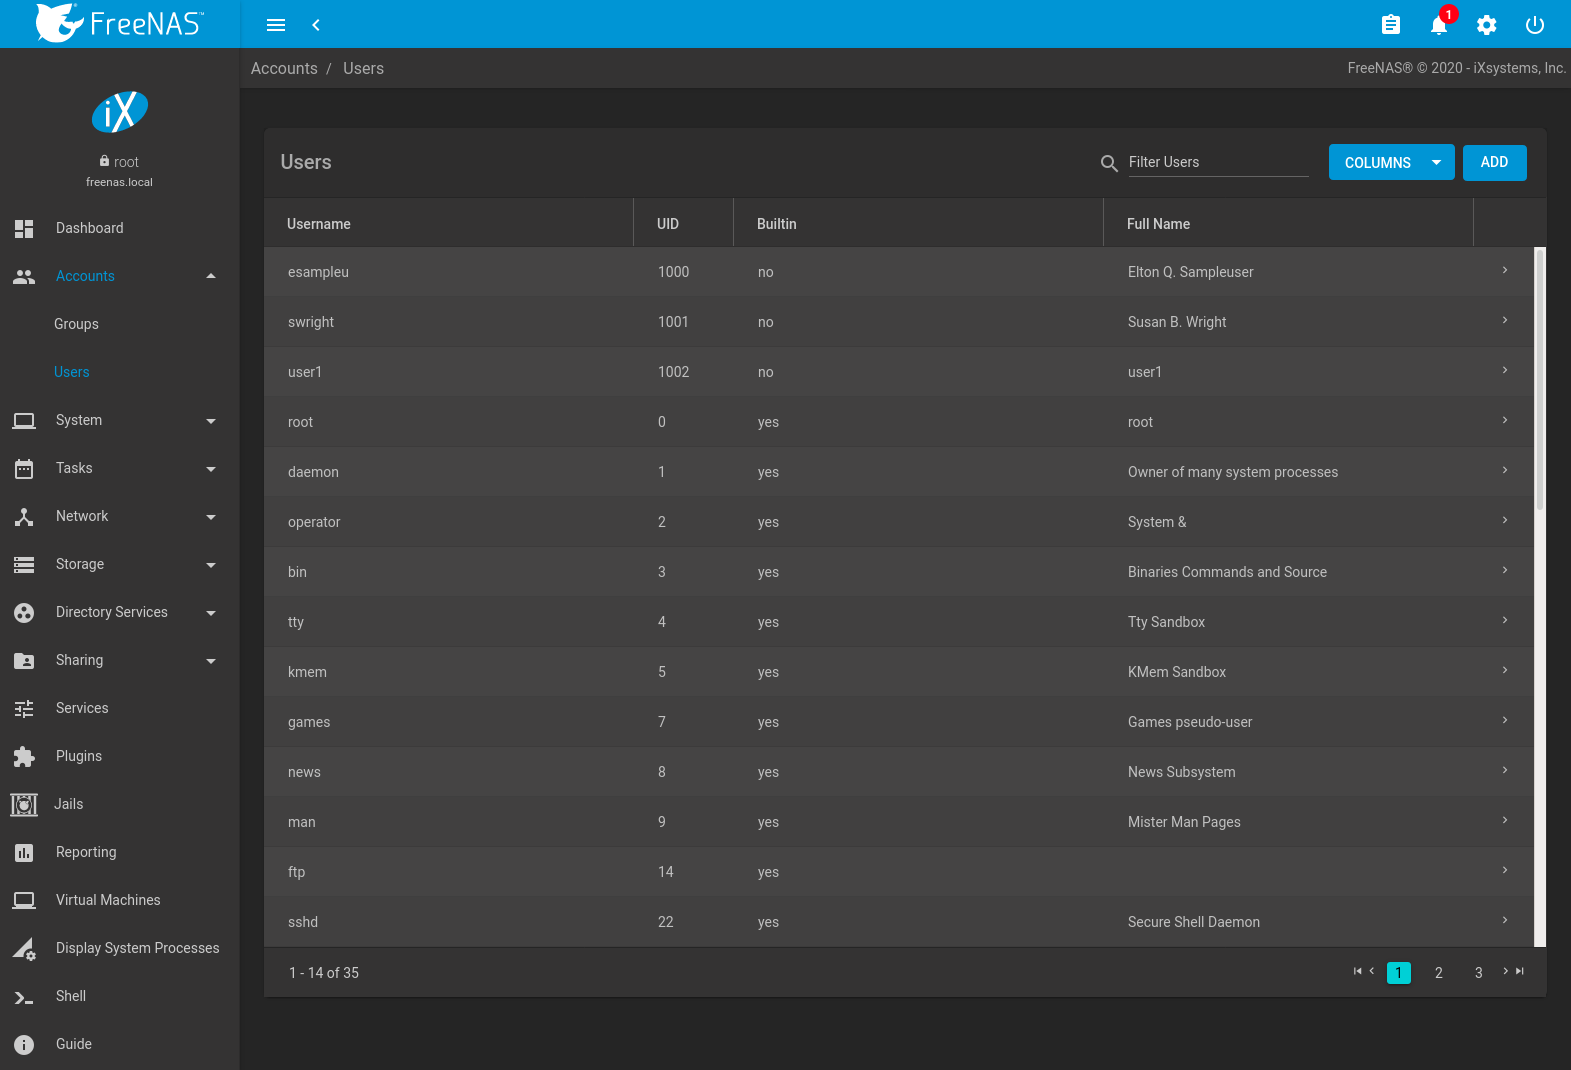 FreeNAS™
1
Accounts / Users
FreeNAS® © 2020 - iXsystems, Inc.
iX
root
freenas.local
Dashboard
Accounts
Groups
Users
System
Tasks
Network
Storage
Directory Services
Sharing
Services
Plugins
Jails
Reporting
Virtual Machines
Display System Processes
Shell
Guide
Users
Filter Users
COLUMNS
ADD
Username UID Builtin Full Name
esampleu 1000 no Elton Q. Sampleuser
swright 1001 no Susan B. Wright
user1 1002 no user1
root 0 yes root
daemon 1 yes Owner of many system processes
operator 2 yes System &
bin 3 yes Binaries Commands and Source
tty 4 yes Tty Sandbox
kmem 5 yes KMem Sandbox
games 7 yes Games pseudo-user
news 8 yes News Subsystem
man 9 yes Mister Man Pages
ftp 14 yes
sshd 22 yes Secure Shell Daemon
1 - 14 of 35
1 2 3